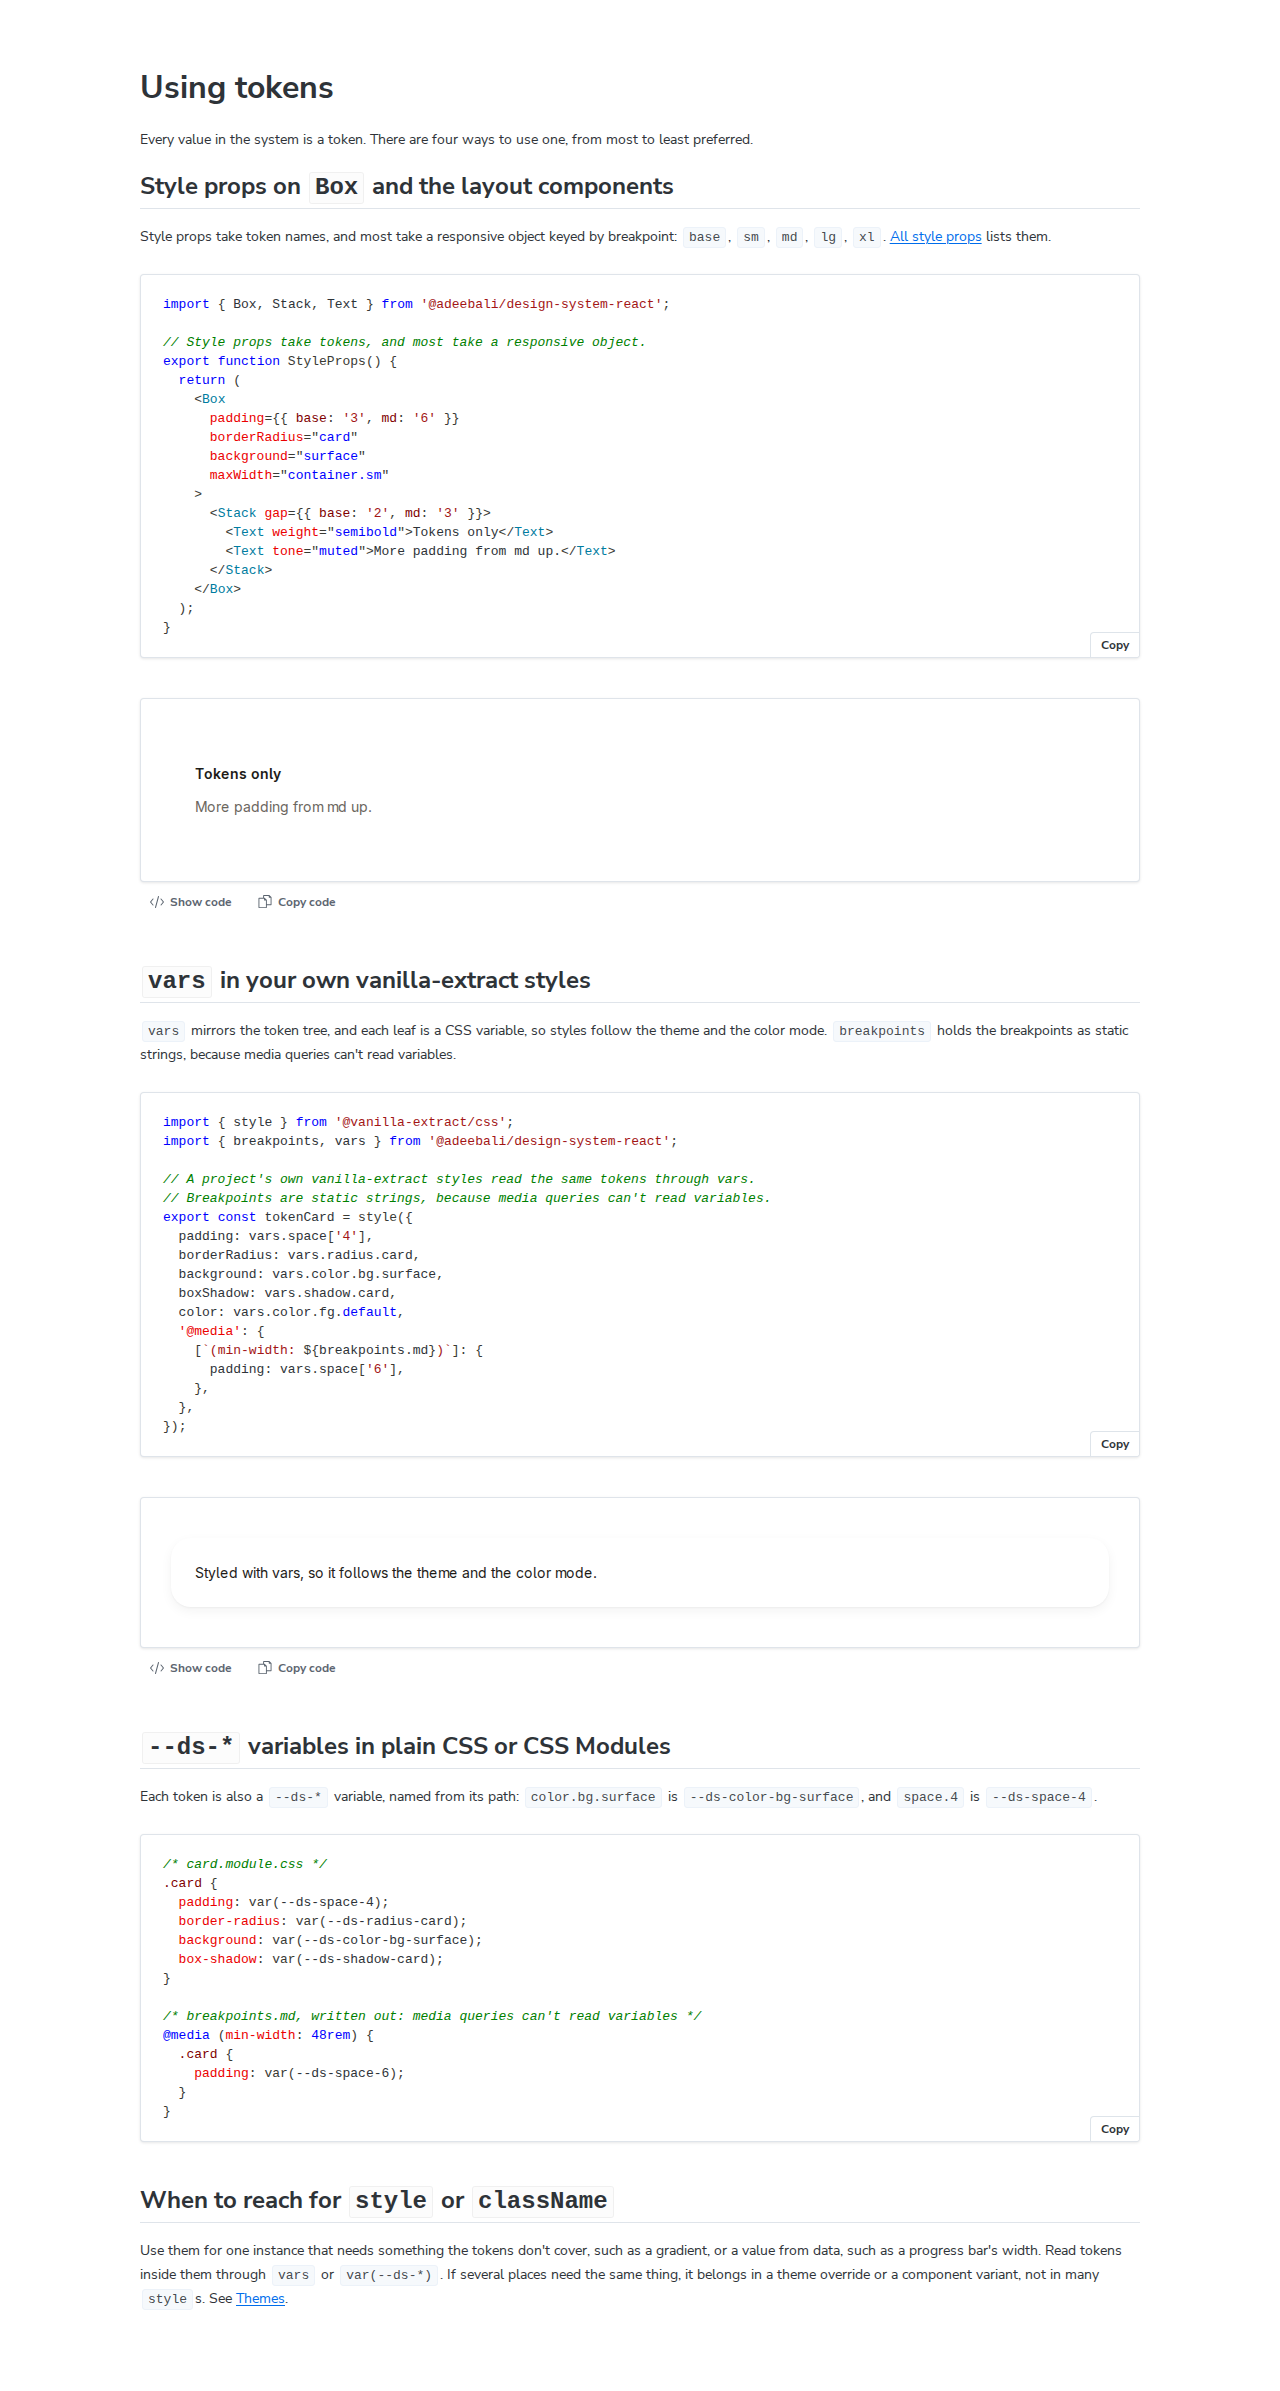 Using tokens
Every value in the system is a token. There are four ways to use one, from most to least preferred.
Style props on Box and the layout components
Style props take token names, and most take a responsive object keyed by breakpoint: base, sm, md, lg, xl. All style props lists them.
import { Box, Stack, Text } from '@adeebali/design-system-react';
// Style props take tokens, and most take a responsive object.
export function StyleProps() {
  return (
    <Box
      padding={{ base: '3', md: '6' }}
      borderRadius="card"
      background="surface"
      maxWidth="container.sm"
    >
      <Stack gap={{ base: '2', md: '3' }}>
        <Text weight="semibold">Tokens only</Text>
        <Text tone="muted">More padding from md up.</Text>
      </Stack>
    </Box>
  );
}
Copy
Tokens only
More padding from md up.
Show code Copy code
vars in your own vanilla-extract styles
vars mirrors the token tree, and each leaf is a CSS variable, so styles follow the theme and the color mode. breakpoints holds the breakpoints as static
strings, because media queries can't read variables.
import { style } from '@vanilla-extract/css';
import { breakpoints, vars } from '@adeebali/design-system-react';
// A project's own vanilla-extract styles read the same tokens through vars.
// Breakpoints are static strings, because media queries can't read variables.
export const tokenCard = style({
  padding: vars.space['4'],
  borderRadius: vars.radius.card,
  background: vars.color.bg.surface,
  boxShadow: vars.shadow.card,
  color: vars.color.fg.default,
  '@media': {
    [`(min-width: ${breakpoints.md})`]: {
      padding: vars.space['6'],
    },
  },
});
Copy
Styled with vars, so it follows the theme and the color mode.
Show code Copy code
--ds-* variables in plain CSS or CSS Modules
Each token is also a --ds-* variable, named from its path: color.bg.surface is --ds-color-bg-surface, and space.4 is --ds-space-4.
/* card.module.css */
.card {
  padding: var(--ds-space-4);
  border-radius: var(--ds-radius-card);
  background: var(--ds-color-bg-surface);
  box-shadow: var(--ds-shadow-card);
}
/* breakpoints.md, written out: media queries can't read variables */
@media (min-width: 48rem) {
  .card {
    padding: var(--ds-space-6);
  }
}
Copy
When to reach for style or className
Use them for one instance that needs something the tokens don't cover, such as a gradient, or a value from data, such as a progress bar's width. Read tokens
inside them through vars or var(--ds-*). If several places need the same thing, it belongs in a theme override or a component variant, not in many
styles. See Themes.